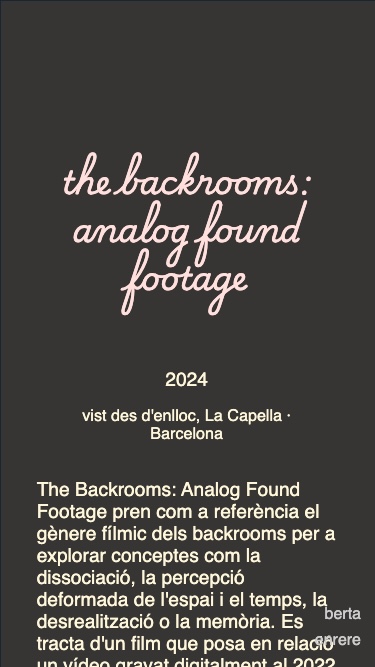 the backrooms:
analog found
footage
2024
vist des d'enlloc, La Capella ·
Barcelona
The Backrooms: Analog Found
Footage pren com a referència el
gènere fílmic dels backrooms per a
explorar conceptes com la
dissociació, la percepció
deformada de l'espai i el temps, la
desrealització o la memòria. Es
tracta d'un film que posa en relació
un vídeo gravat digitalment al 2022
berta
enrere